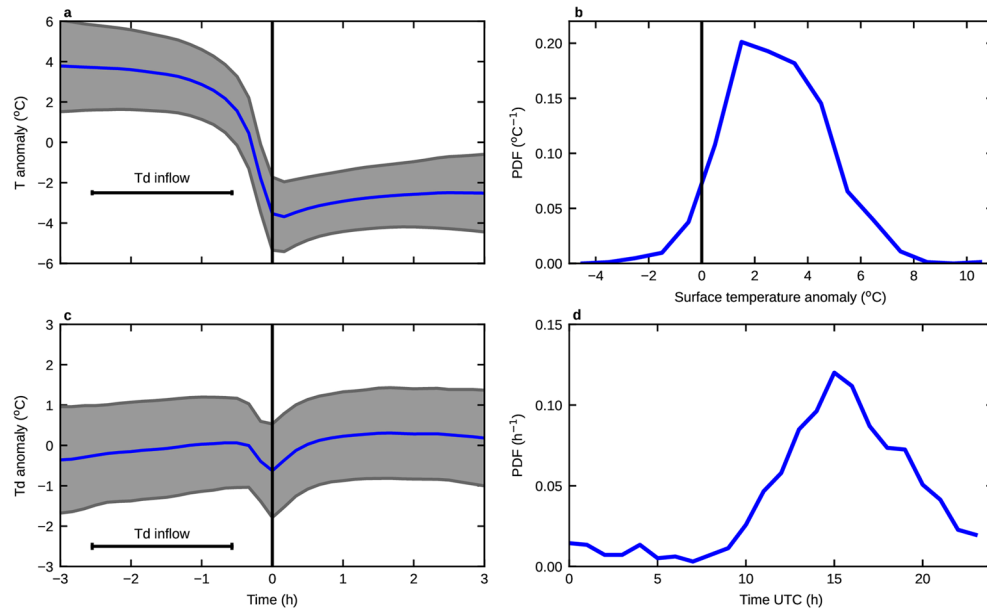 a
6
4
2
0
−2
−4
−6
T anomaly (°C)
Td inflow
b
0.20
0.15
0.10
0.05
0.00
PDF (°C⁻¹)
−4 −2 0 2 4 6 8 10
Surface temperature anomaly (°C)
c
3
2
1
0
−1
−2
−3
Td anomaly (°C)
Td inflow
−3 −2 −1 0 1 2 3
Time (h)
d
0.15
0.10
0.05
0.00
PDF (h⁻¹)
0 5 10 15 20
Time UTC (h)